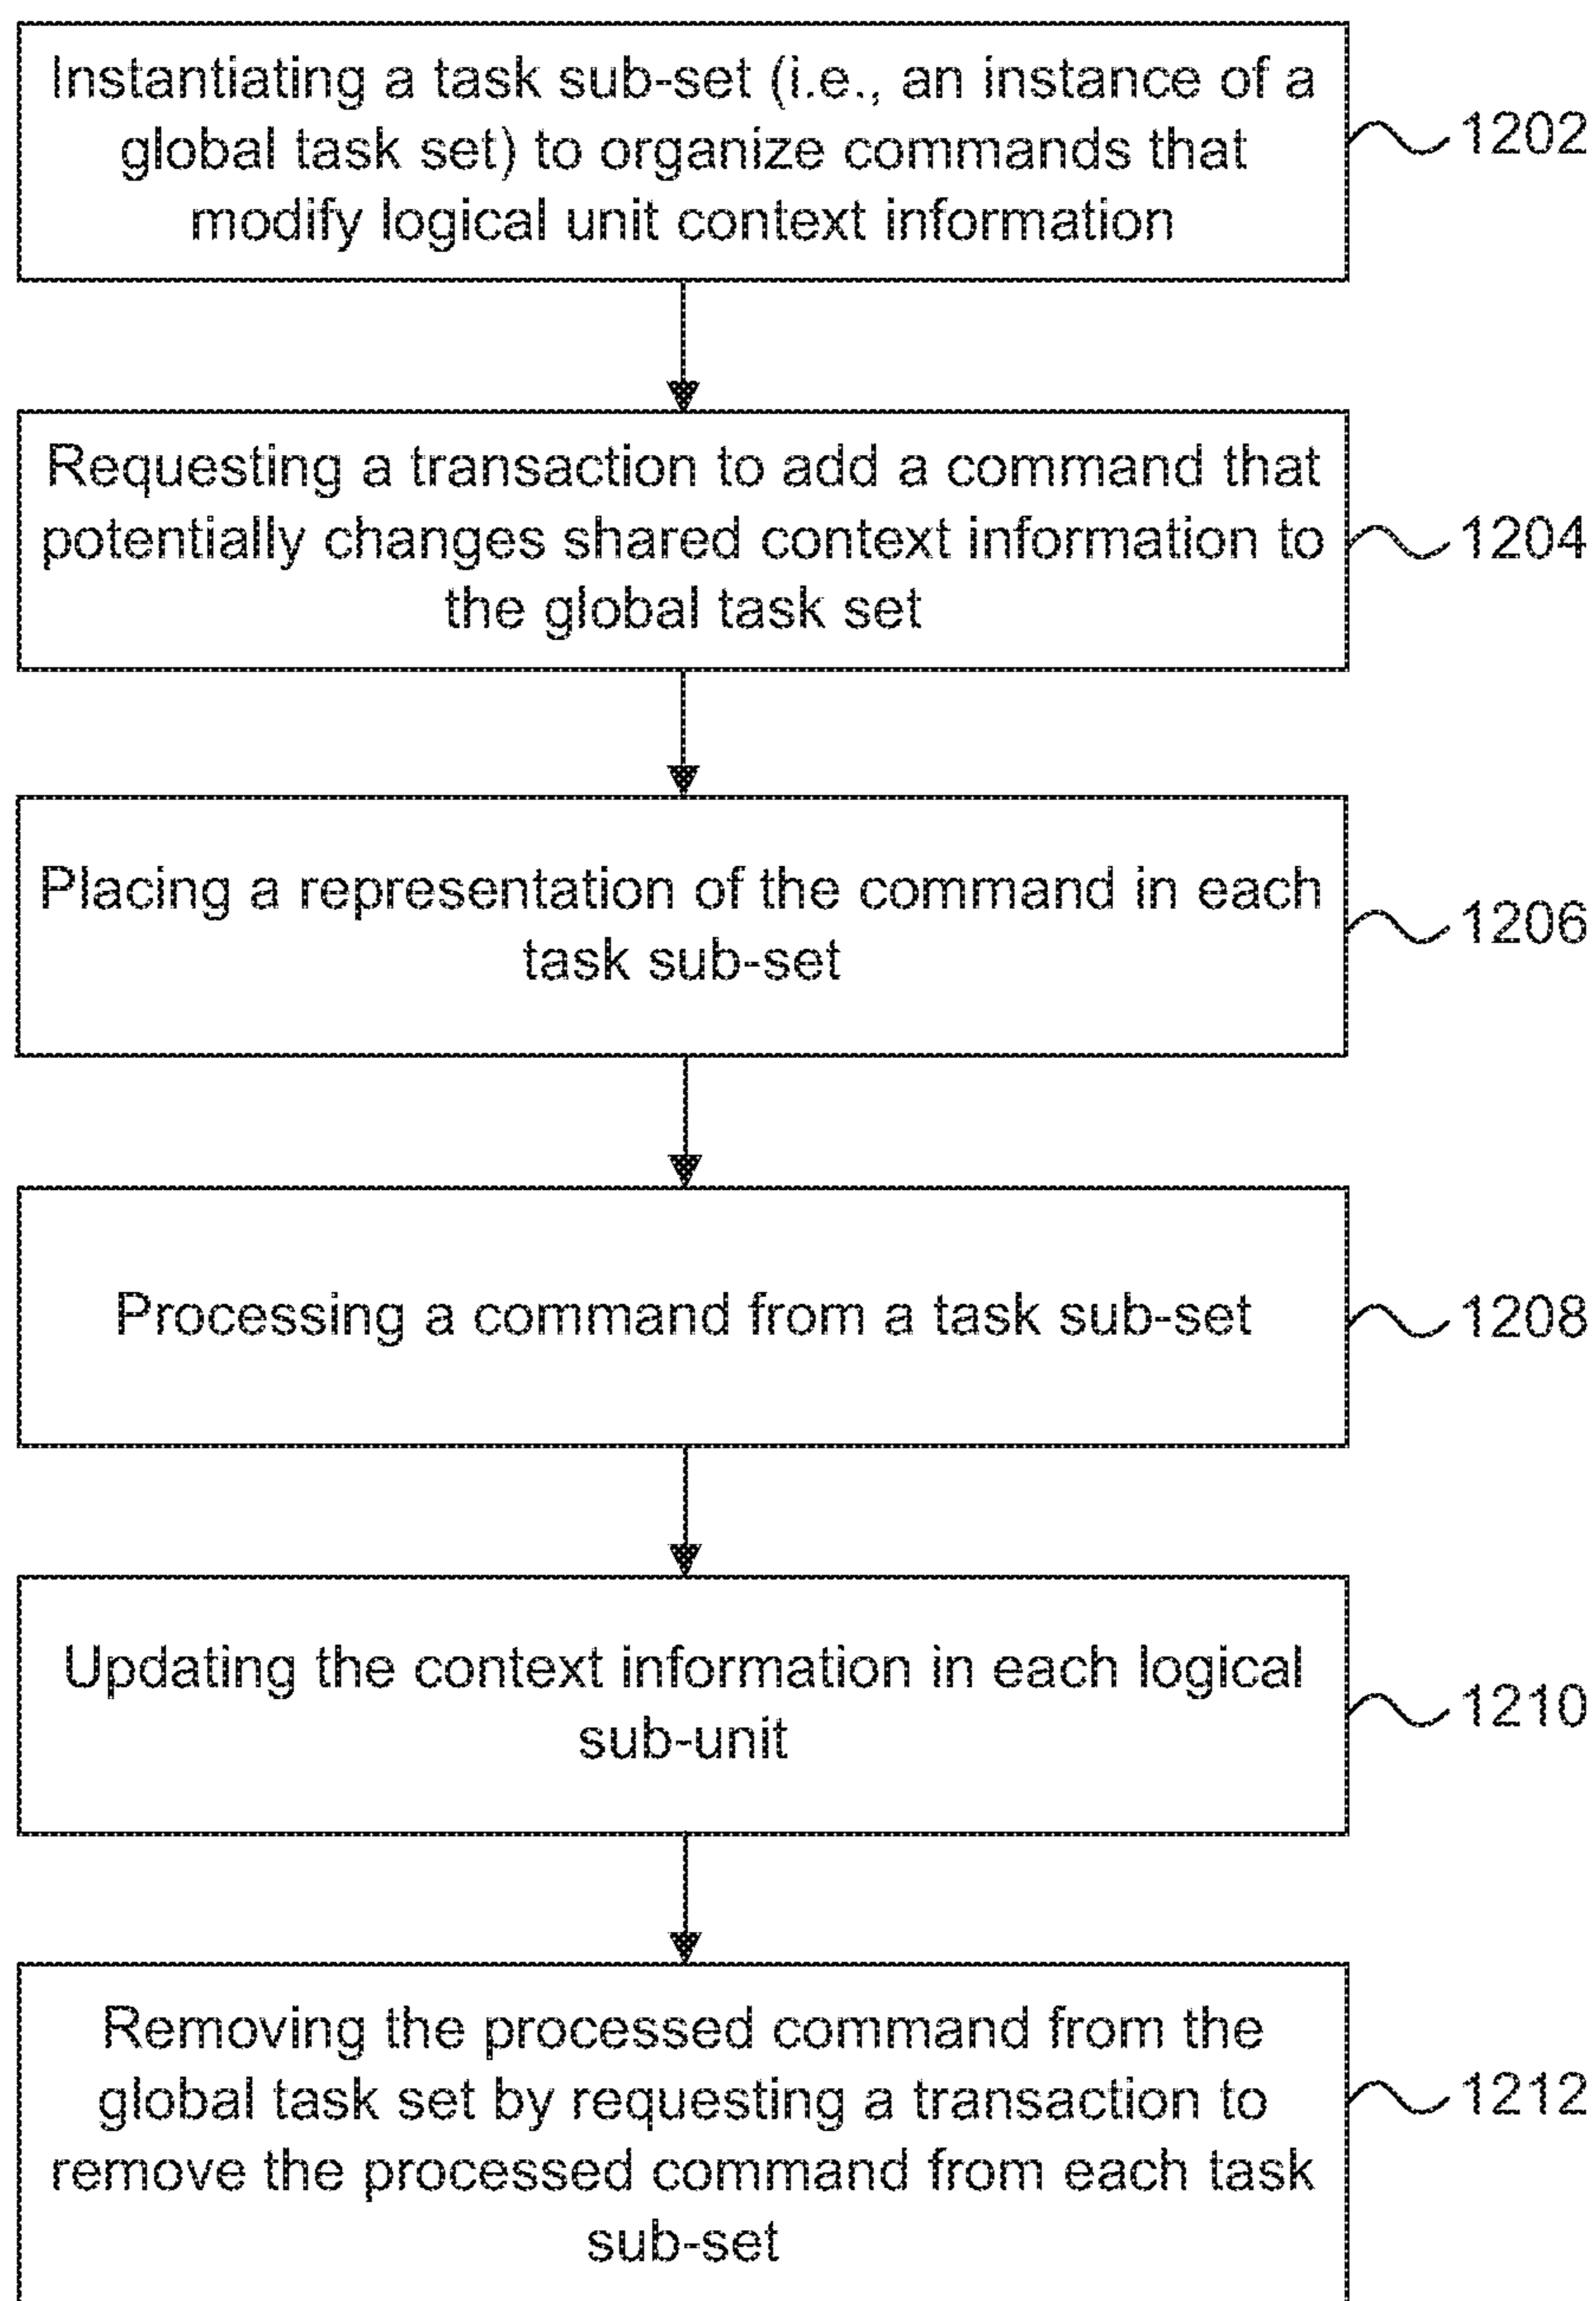 Instantiating a task sub-set (i.e., an instance of a
global task set) to organize commands that
modify logical unit context information
1202
Requesting a transaction to add a command that
potentially changes shared context information to
the global task set
1204
Placing a representation of the command in each
task sub-set
1206
Processing a command from a task sub-set
1208
Updating the context information in each logical
sub-unit
1210
Removing the processed command from the
global task set by requesting a transaction to
remove the processed command from each task
sub-set
1212